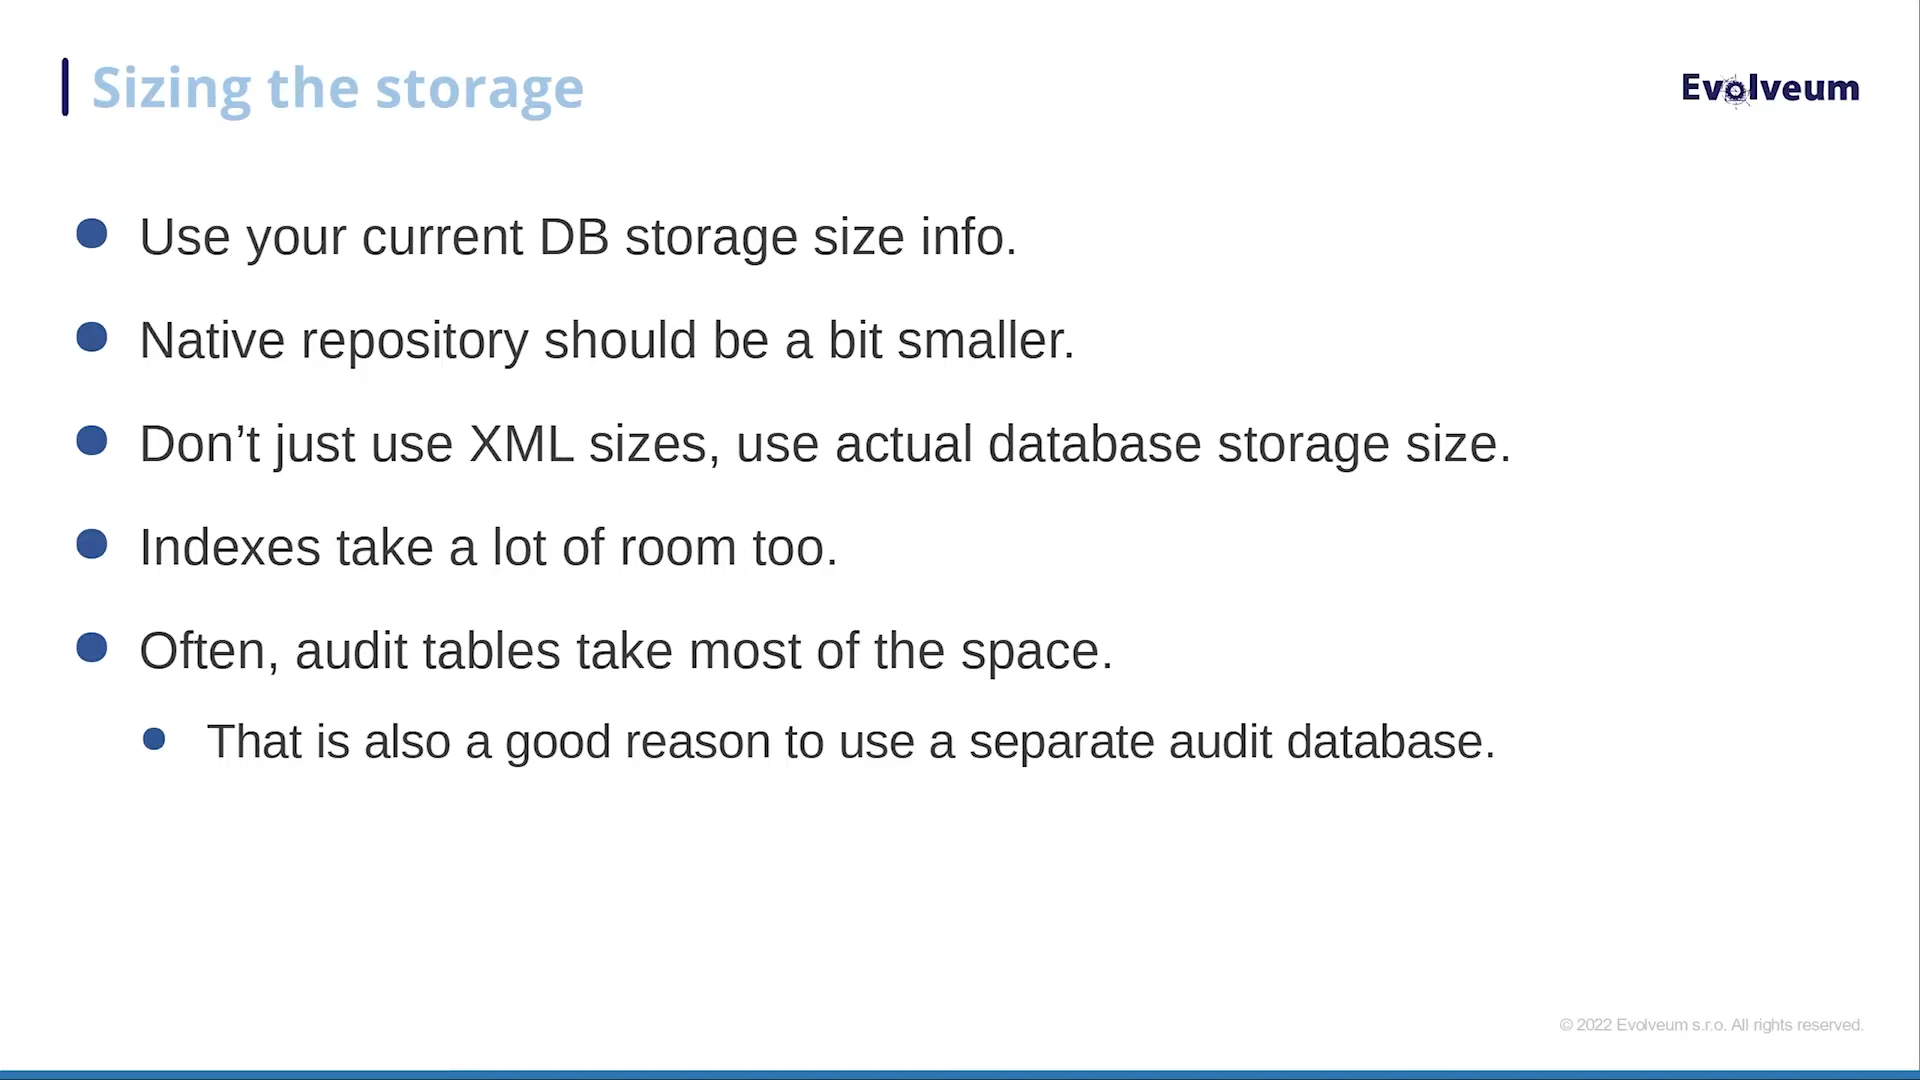 Sizing the storage
Evolveum
Use your current DB storage size info.
Native repository should be a bit smaller.
Don’t just use XML sizes, use actual database storage size.
Indexes take a lot of room too.
Often, audit tables take most of the space.
That is also a good reason to use a separate audit database.
© 2022 Evolveum s.r.o. All rights reserved.